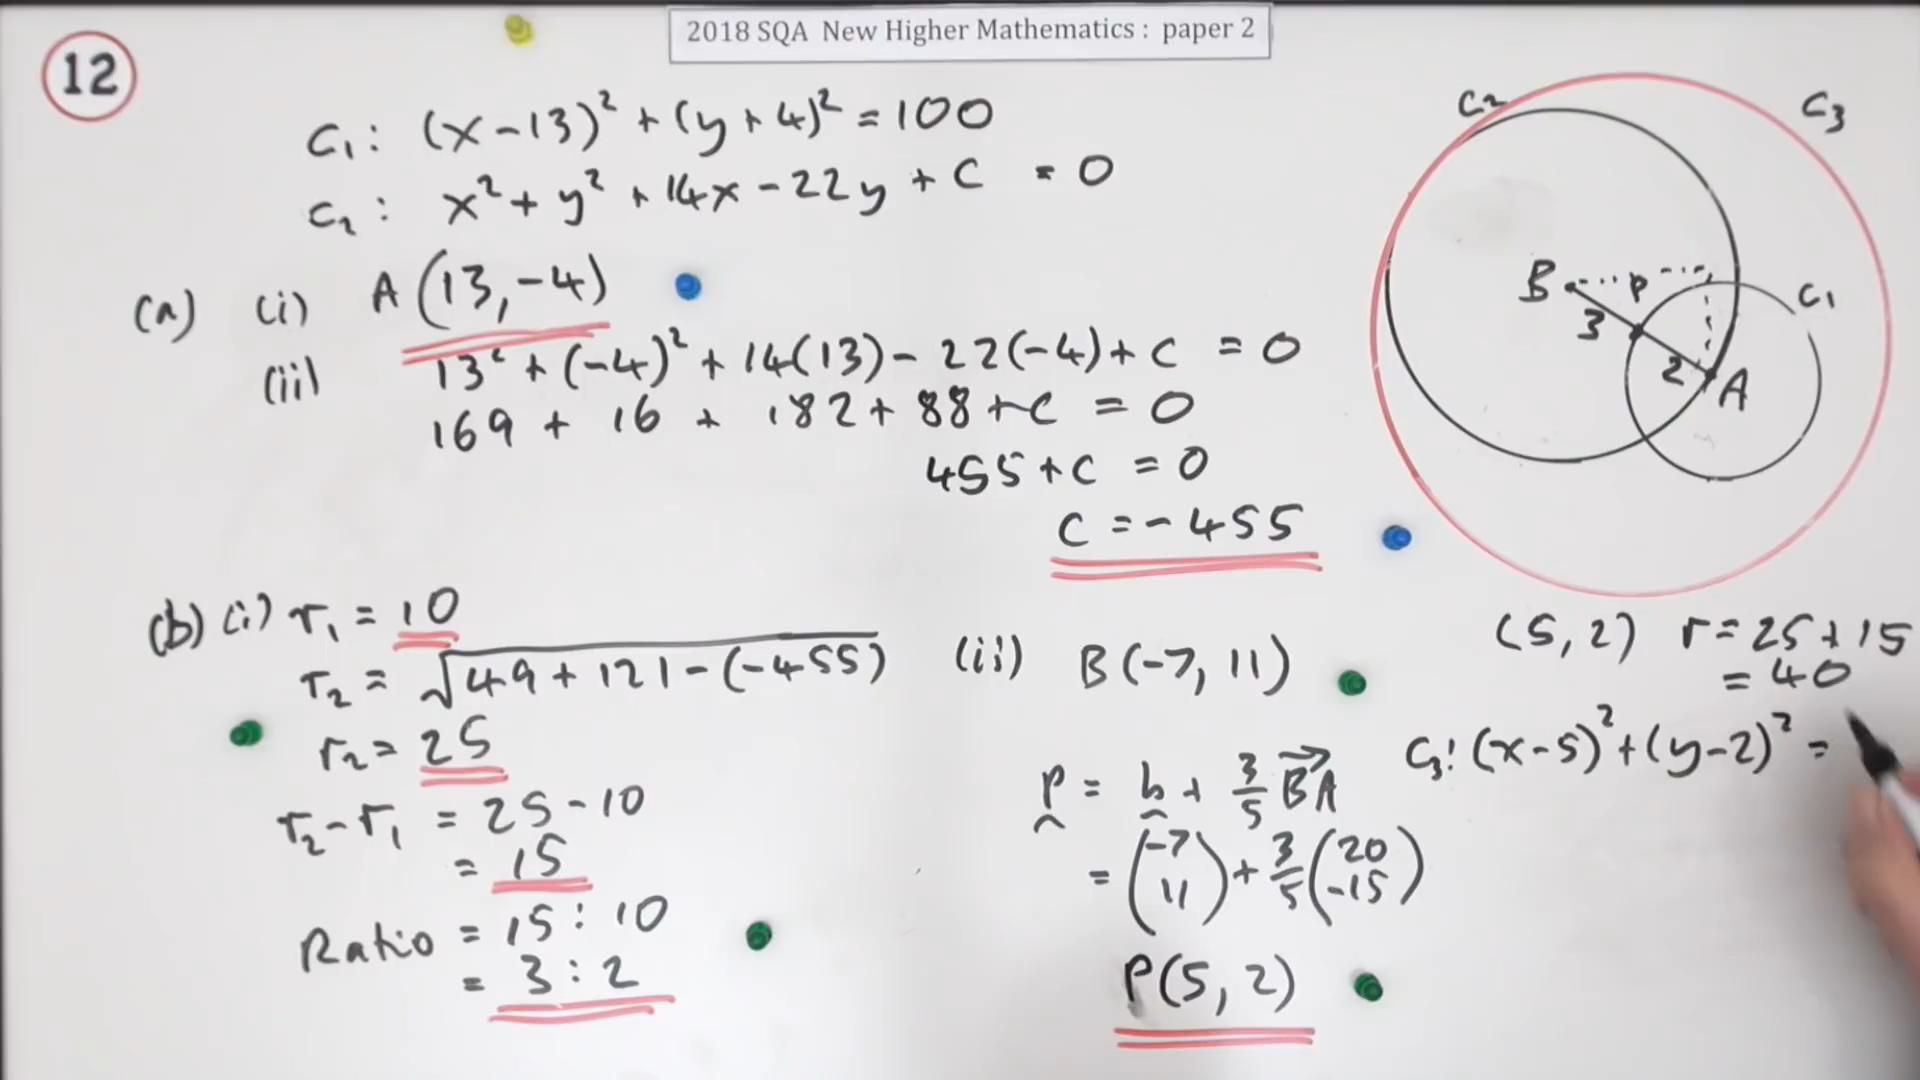 2018 SQA New Higher Mathematics : paper 2
12
C₁: (x-13)² + (y+4)² = 100
C₂: x² + y² + 14x - 22y + C = 0
(a) (i) A(13,-4)
(ii) 13² + (-4)² + 14(13) - 22(-4) + C = 0
169 + 16 + 182 + 88 + C = 0
455 + C = 0
C = -455
C₂
C₃
B
P
C₁
3
2
A
(b) (i) r₁ = 10
r₂ = √49 + 121 - (-455)
r₂ = 25
r₂ - r₁ = 25 - 10
= 15
Ratio = 15 : 10
= 3 : 2
(ii) B(-7, 11)
p = b + 3/5 BA
= (-7 11) + 3/5 (20 -15)
P(5, 2)
(5, 2) r = 25 + 15
= 40
C₃: (x-5)² + (y-2)² =